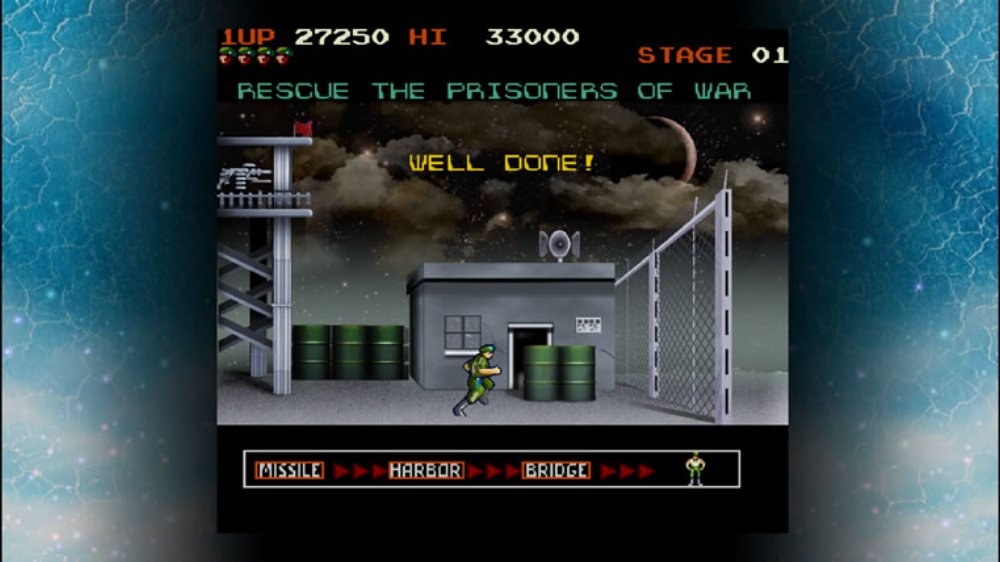 1UP 27250 HI 33000
STAGE 01
RESCUE THE PRISONERS OF WAR
WELL DONE!
MISSILE HARBOR BRIDGE